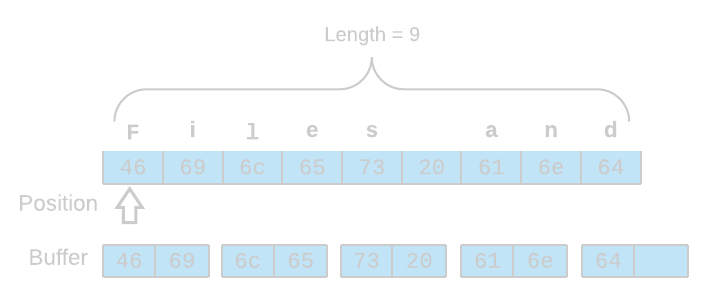 Length = 9
F i l e s a n d
46 69 6c 65 73 20 61 6e 64
Position
Buffer 46 69 6c 65 73 20 61 6e 64